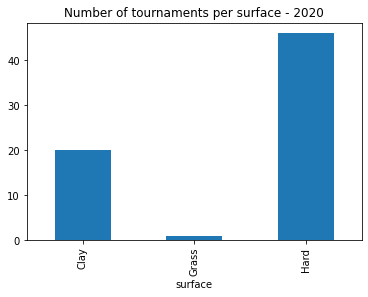 Number of tournaments per surface - 2020
40
30
20
10
0
Clay
Grass
Hard
surface